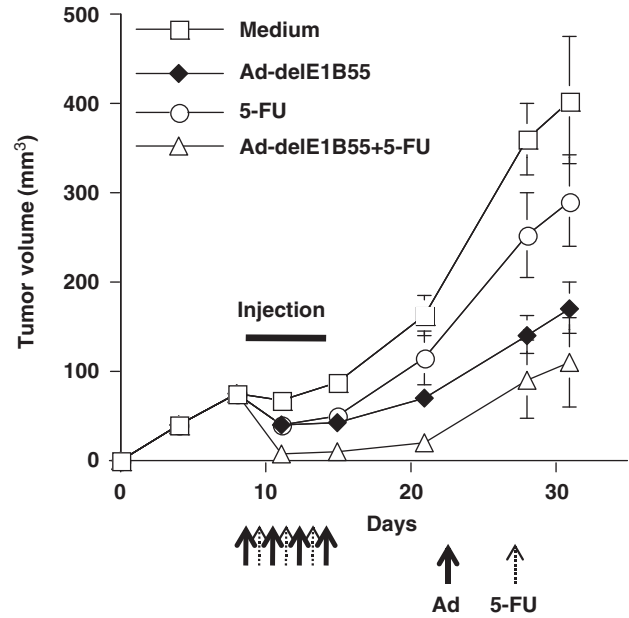 500
400
300
200
100
0
Tumor volume (mm³)
Medium
Ad-delE1B55
5-FU
Ad-delE1B55+5-FU
Injection
0 10 20 30
Days
Ad 5-FU